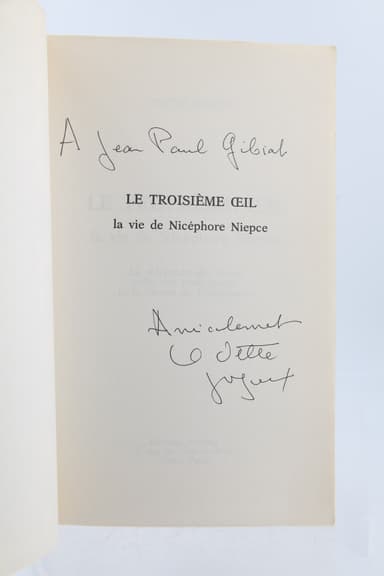 A Jean Paul Gibiat
LE TROISIÈME ŒIL
la vie de Nicéphore Niepce
Amicalement
Odette
Joyeux